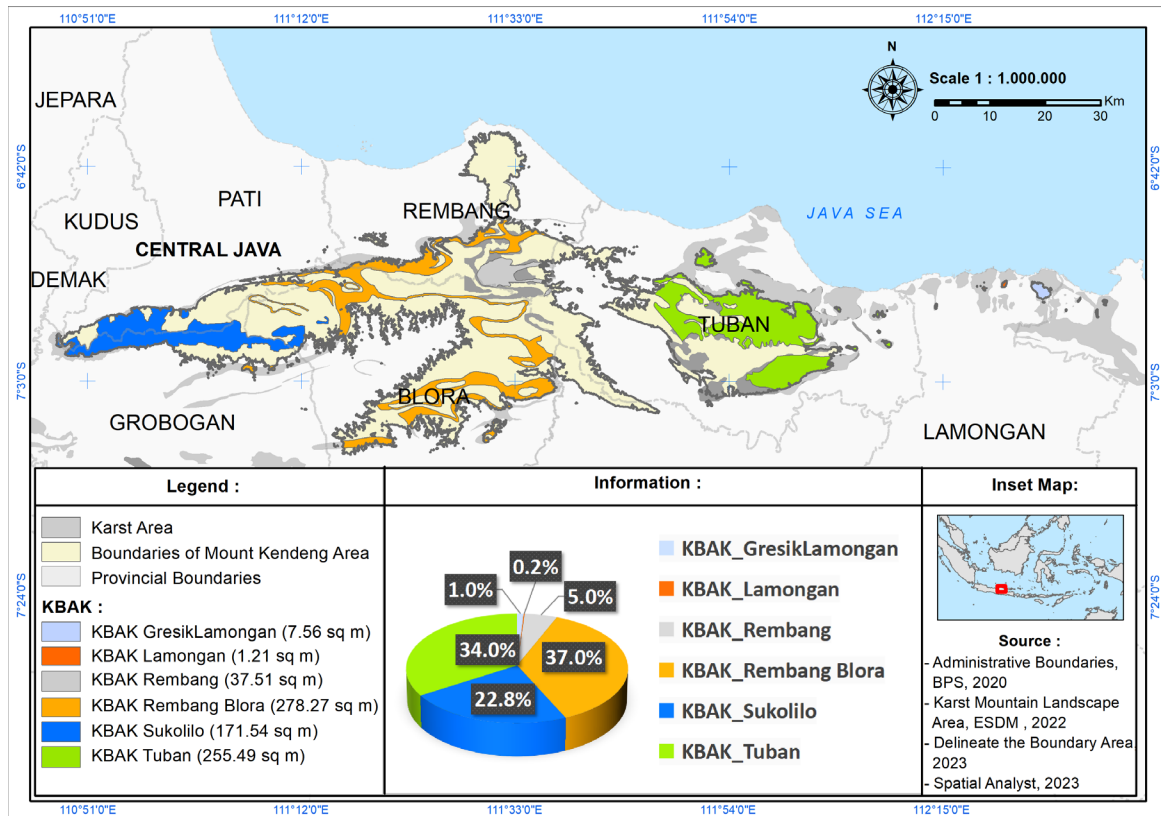 110°51'0"E 111°12'0"E 111°33'0"E 111°54'0"E 112°15'0"E
N
Scale 1 : 1.000.000
Km
0 10 20 30
JEPARA
6°42'0"S 6°42'0"S
PATI
KUDUS
REMBANG
JAVA SEA
CENTRAL JAVA
DEMAK
TUBAN
7°3'0"S 7°3'0"S
BLORA
GROBOGAN
LAMONGAN
Legend :
Karst Area
Boundaries of Mount Kendeng Area
Provincial Boundaries
KBAK :
KBAK GresikLamongan (7.56 sq m)
KBAK Lamongan (1.21 sq m)
KBAK Rembang (37.51 sq m)
KBAK Rembang Blora (278.27 sq m)
KBAK Sukolilo (171.54 sq m)
KBAK Tuban (255.49 sq m)
Information :
0.2%
1.0%
5.0%
34.0%
37.0%
22.8%
KBAK_GresikLamongan
KBAK_Lamongan
KBAK_Rembang
KBAK_Rembang Blora
KBAK_Sukolilo
KBAK_Tuban
Inset Map:
7°24'0"S 7°24'0"S
Source :
- Administrative Boundaries,
BPS, 2020
- Karst Mountain Landscape
Area, ESDM , 2022
- Delineate the Boundary Area,
2023
- Spatial Analyst, 2023
110°51'0"E 111°12'0"E 111°33'0"E 111°54'0"E 112°15'0"E